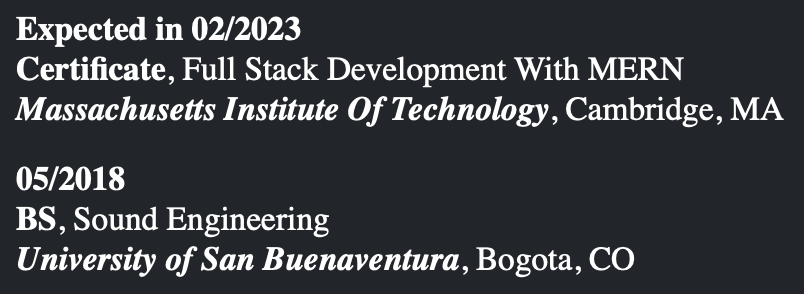 Expected in 02/2023
Certificate, Full Stack Development With MERN
Massachusetts Institute Of Technology, Cambridge, MA
05/2018
BS, Sound Engineering
University of San Buenaventura, Bogota, CO